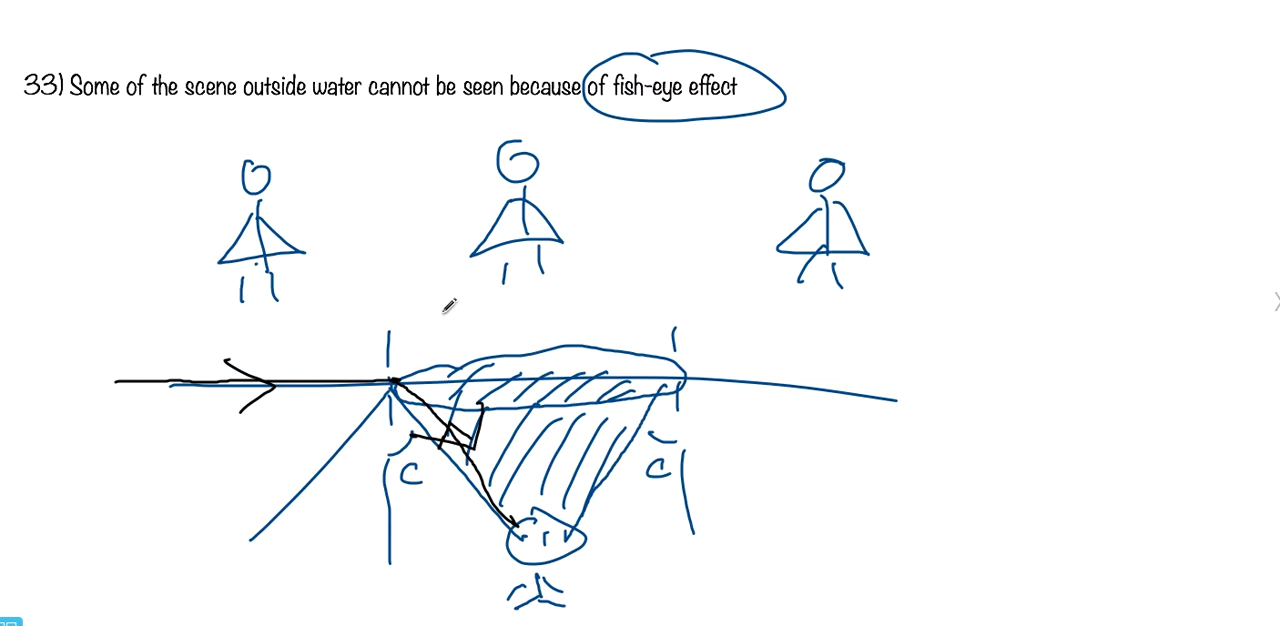 33) Some of the scene outside water cannot be seen because of fish-eye effect
C
C